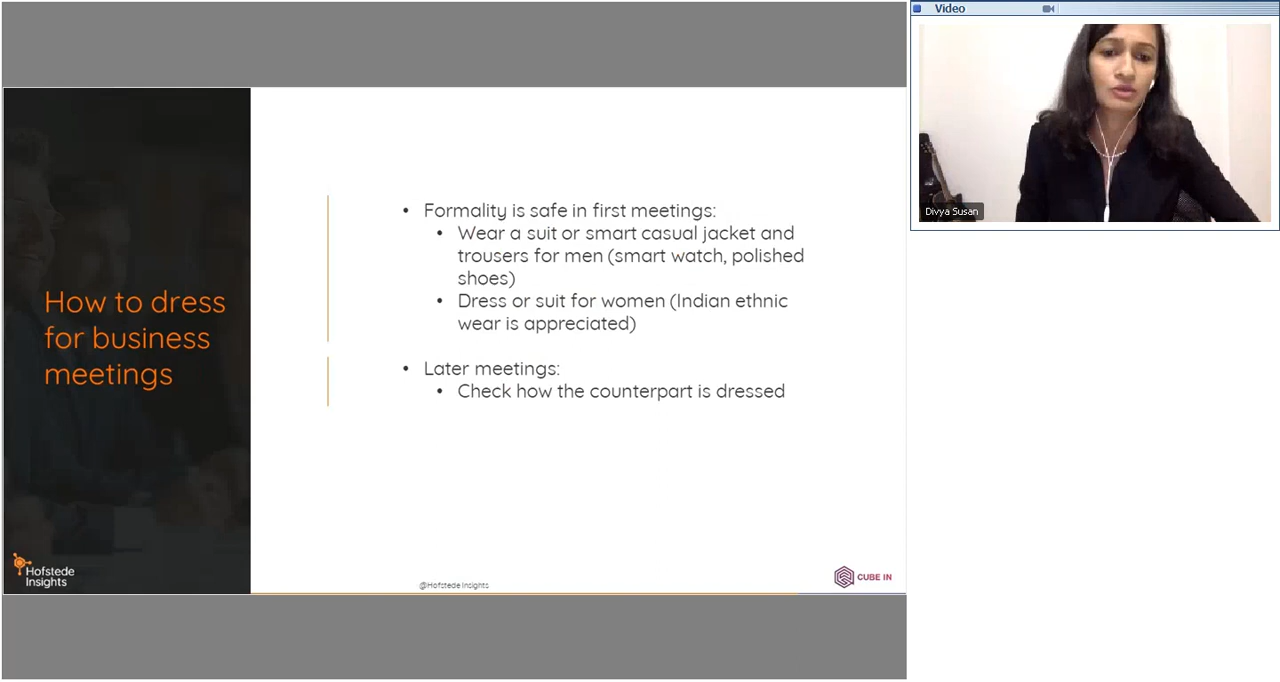 Video
Divya Susan
How to dress
for business
meetings
• Formality is safe in first meetings:
• Wear a suit or smart casual jacket and
trousers for men (smart watch, polished
shoes)
• Dress or suit for women (Indian ethnic
wear is appreciated)
• Later meetings:
• Check how the counterpart is dressed
Hofstede
Insights
@Hofstede Insights
CUBE IN